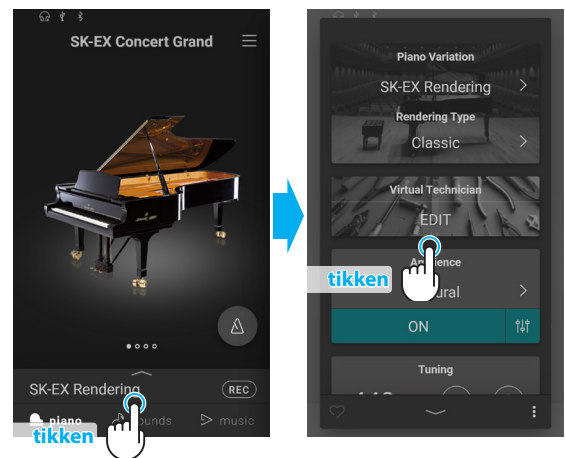 SK-EX Concert Grand
SK-EX Rendering
REC
piano
music
tikken
Piano Variation
SK-EX Rendering
Rendering Type
Classic
Virtual Technician
EDIT
tikken
ON
Tuning